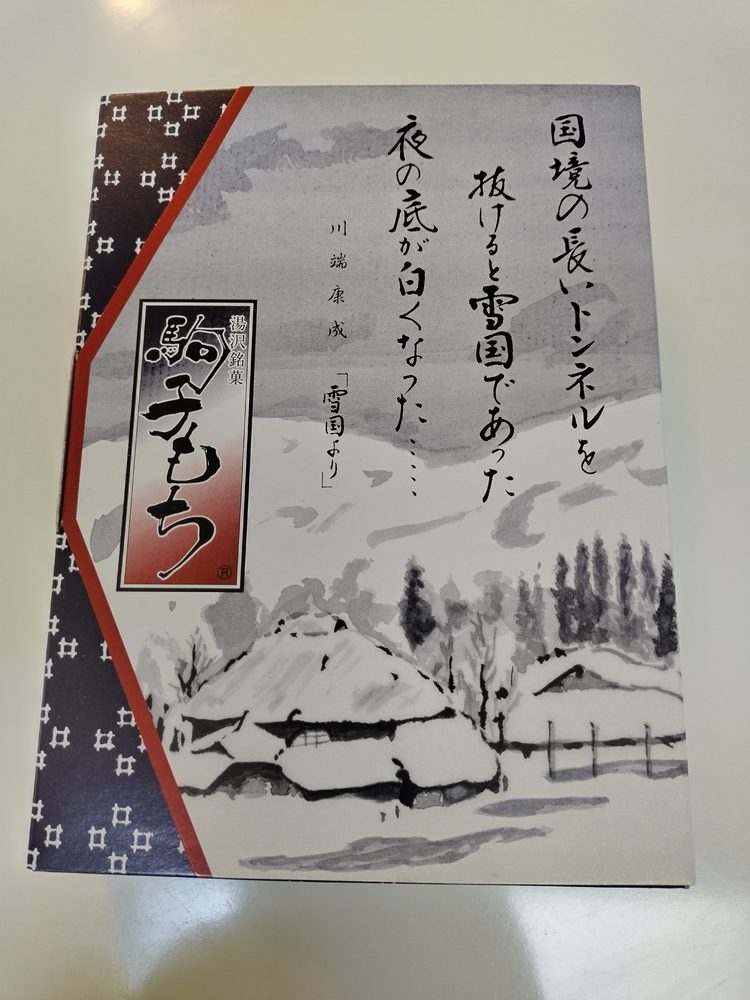 国境の長いトンネルを
抜けると雪国であった
夜の底が白くなった……
川端康成
「雪国より」
湯沢銘菓
駒子もち
®